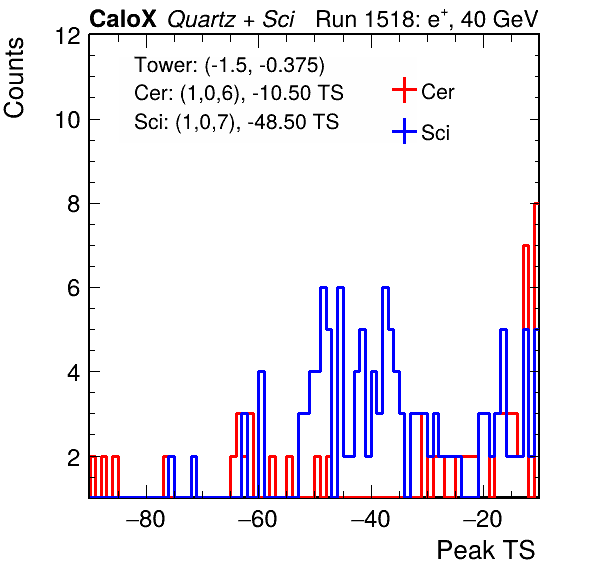 CaloX Quartz + Sci Run 1518: e⁺, 40 GeV
Counts
Tower: (-1.5, -0.375)
Cer: (1,0,6), -10.50 TS
Sci: (1,0,7), -48.50 TS
Cer
Sci
12
10
8
6
4
2
−80 −60 −40 −20
Peak TS